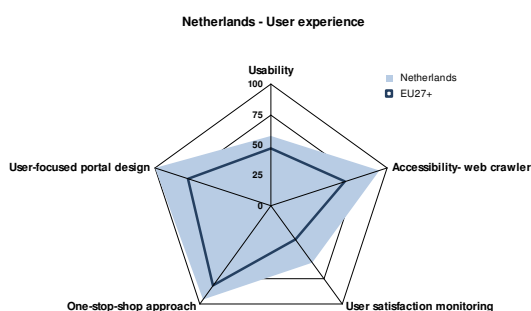 Netherlands - User experience
Usability
100
Netherlands
75
EU27+
50
User-focused portal design
Accessibility- web crawler
25
0
One-stop-shop approach
User satisfaction monitoring